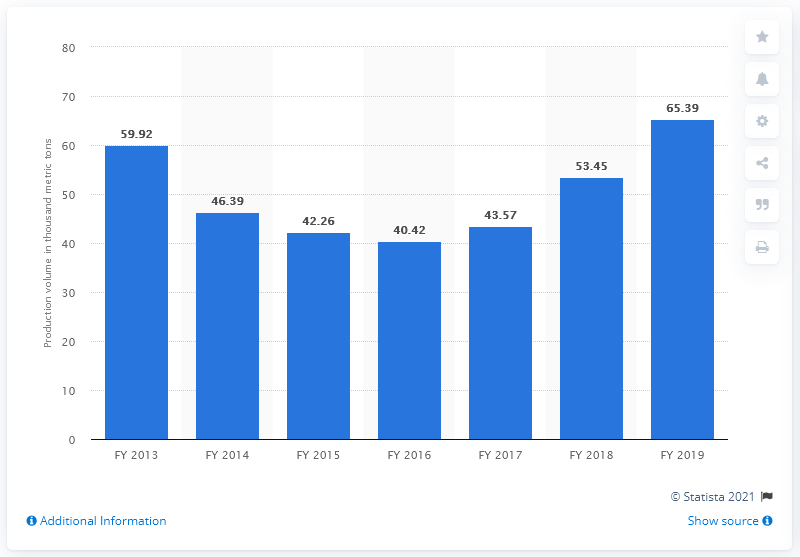 80
70
60
50
40
30
20
10
0
Production volume in thousand metric tons
59.92
46.39
42.26
40.42
43.57
53.45
65.39
FY 2013
FY 2014
FY 2015
FY 2016
FY 2017
FY 2018
FY 2019
© Statista 2021
Additional Information
Show source